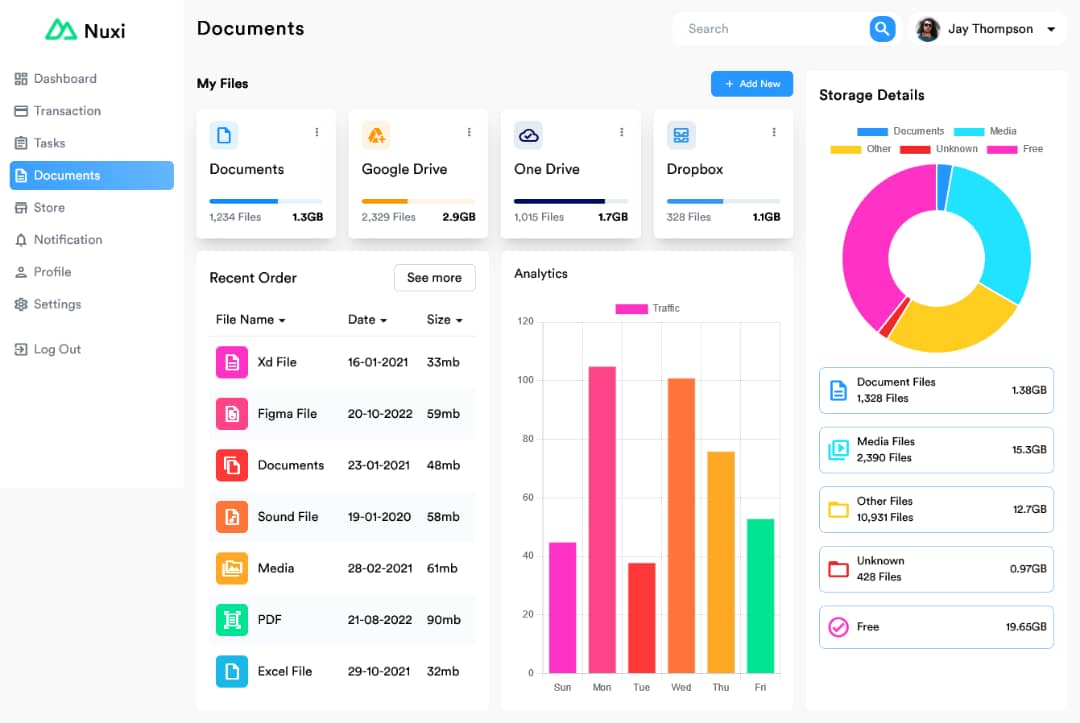 Nuxi
Dashboard
Transaction
Tasks
Documents
Store
Notification
Profile
Settings
Log Out
Documents
Search
Jay Thompson
My Files
+ Add New
Documents
1,234 Files 1.3GB
Google Drive
2,329 Files 2.9GB
One Drive
1,015 Files 1.7GB
Dropbox
328 Files 1.1GB
Recent Order
See more
File Name Date Size
Xd File 16-01-2021 33mb
Figma File 20-10-2022 59mb
Documents 23-01-2021 48mb
Sound File 19-01-2020 58mb
Media 28-02-2021 61mb
PDF 21-08-2022 90mb
Excel File 29-10-2021 32mb
Analytics
Traffic
120
100
80
60
40
20
0
Sun Mon Tue Wed Thu Fri
Storage Details
Documents Media
Other Unknown Free
Document Files
1,328 Files
1.38GB
Media Files
2,390 Files
15.3GB
Other Files
10,931 Files
12.7GB
Unknown
428 Files
0.97GB
Free 19.65GB